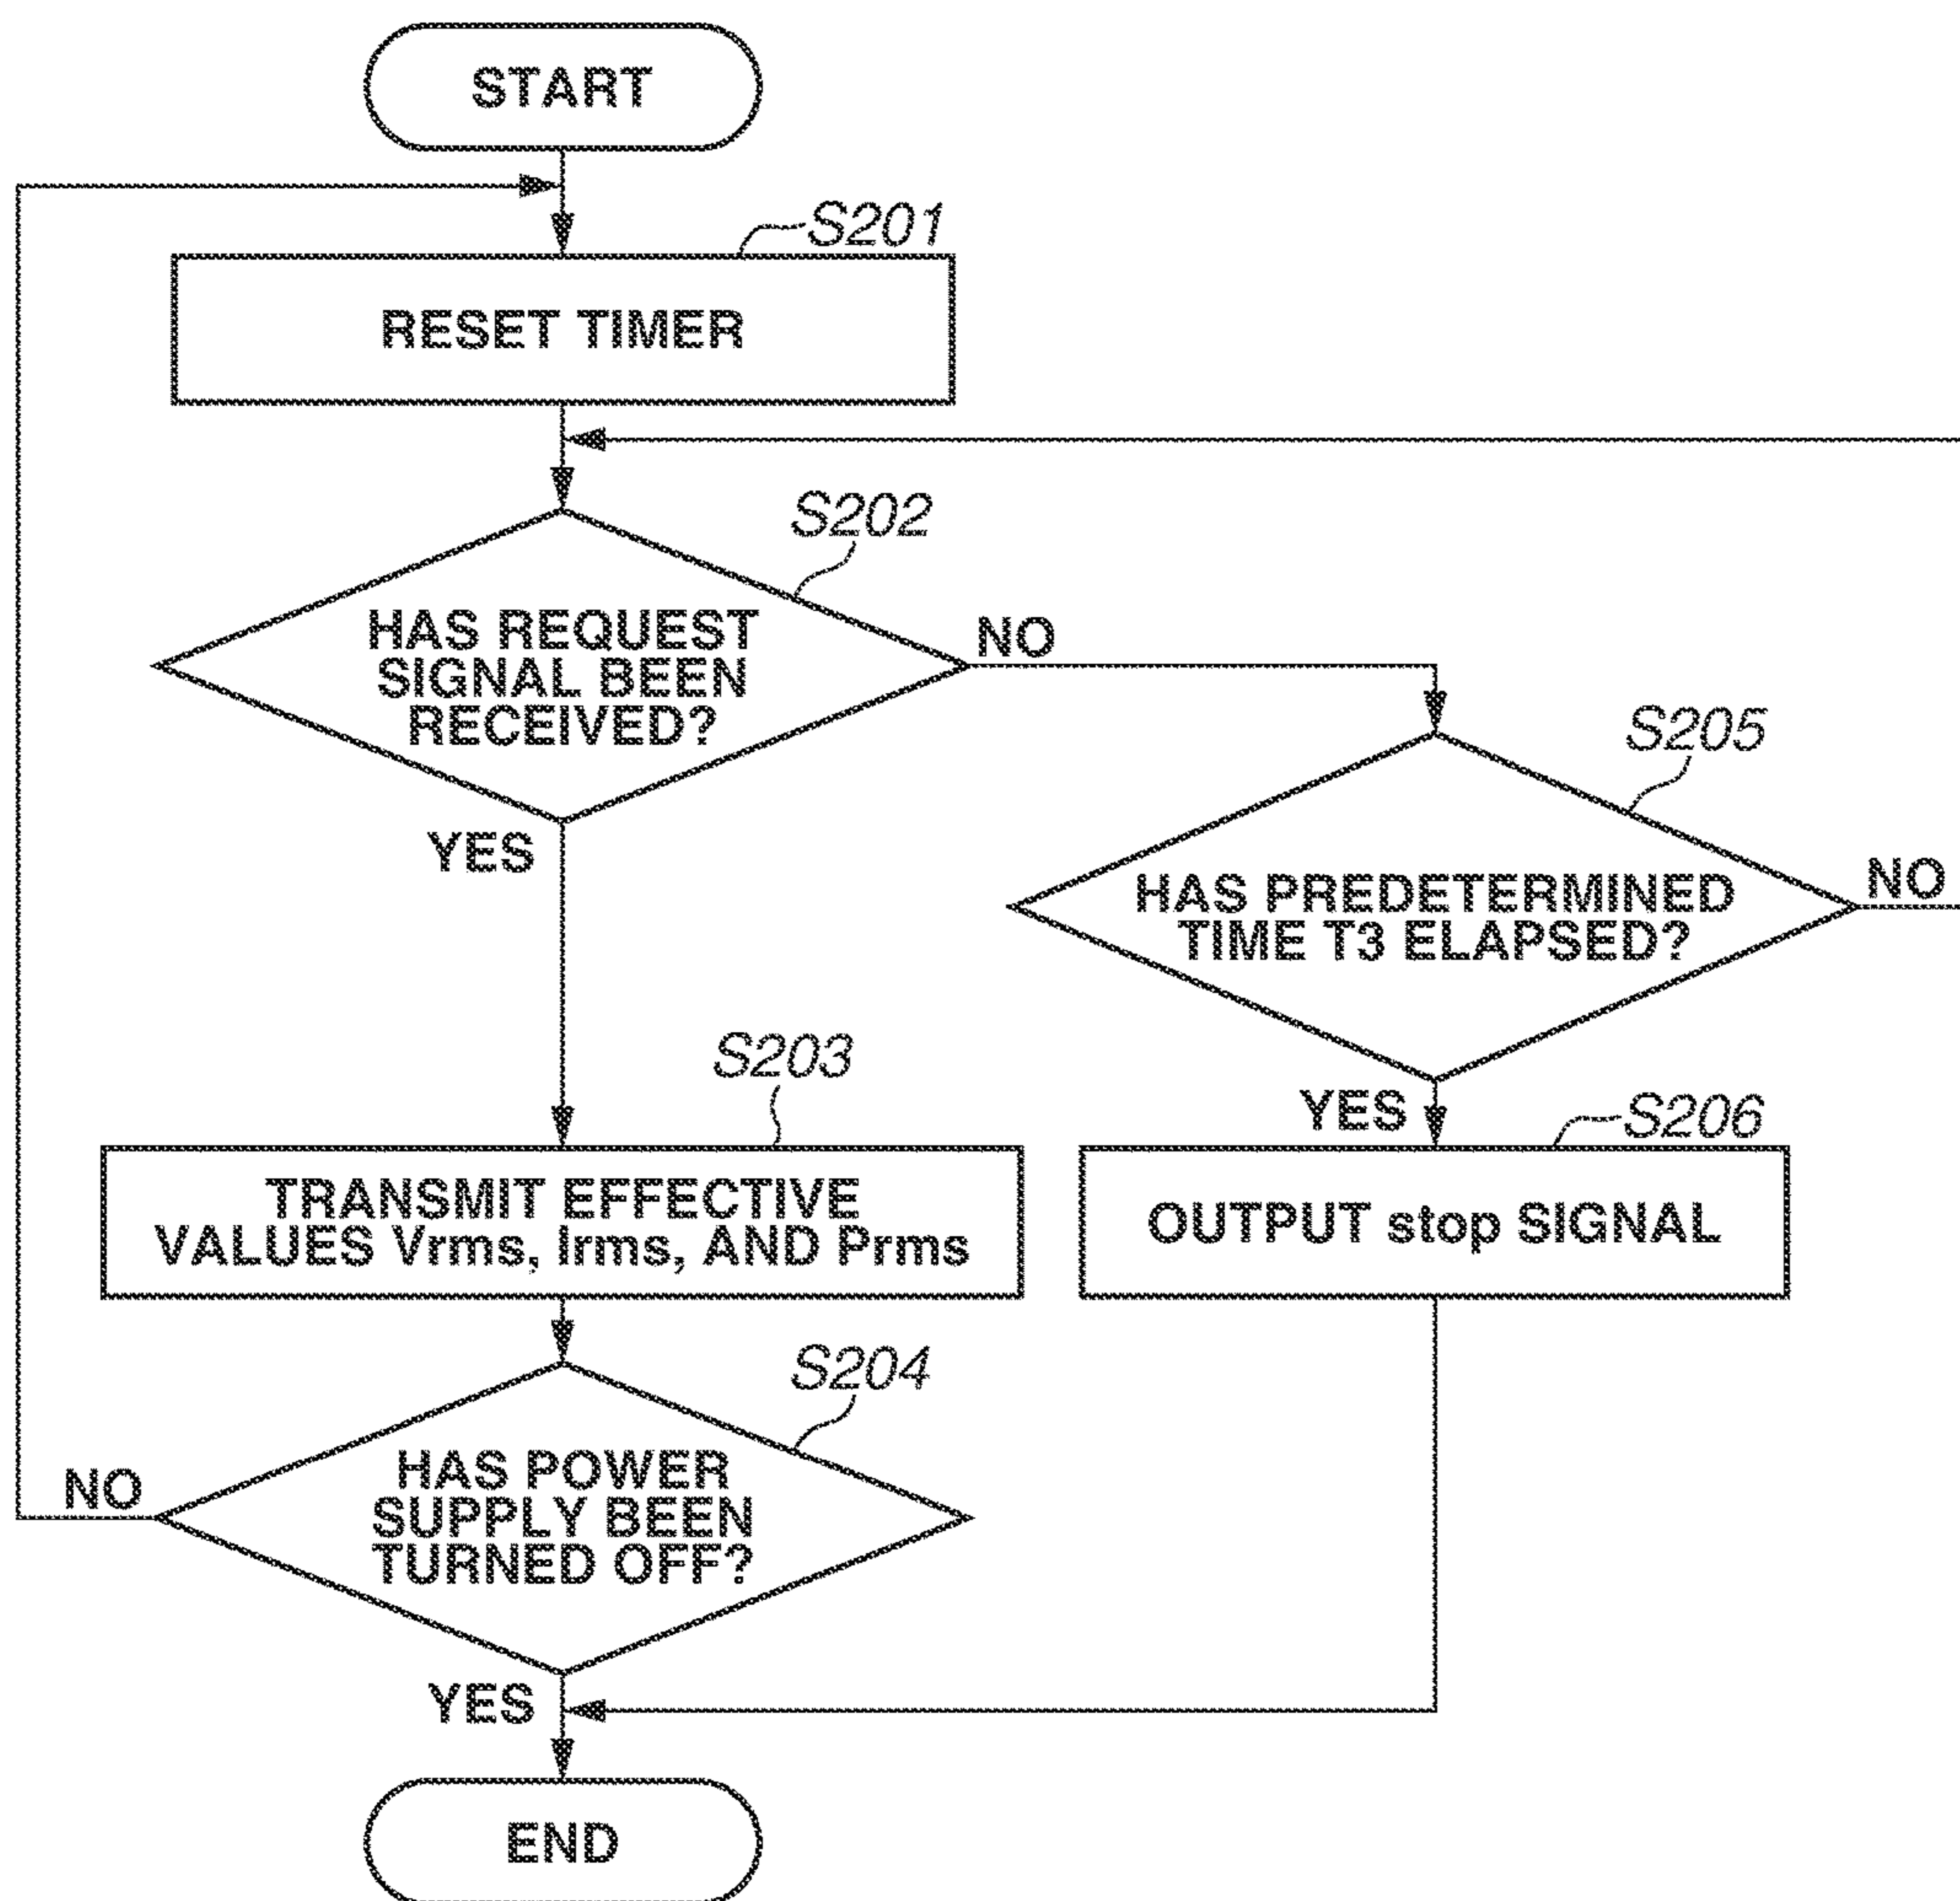 START
S201
RESET TIMER
S202
HAS REQUEST
SIGNAL BEEN
RECEIVED?
NO
YES
S205
HAS PREDETERMINED
TIME T3 ELAPSED?
NO
YES
S203
TRANSMIT EFFECTIVE
VALUES Vrms, Irms, AND Prms
S206
OUTPUT stop SIGNAL
S204
HAS POWER
SUPPLY BEEN
TURNED OFF?
NO
YES
END